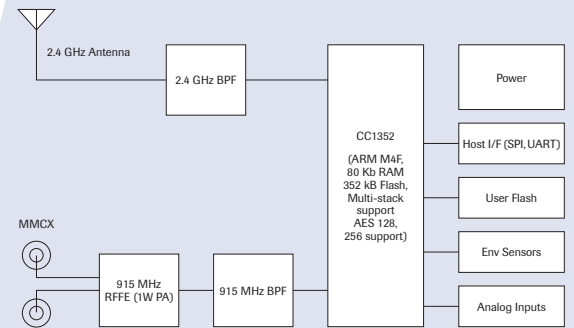 2.4 GHz Antenna
2.4 GHz BPF
Power
CC1352
(ARM M4F,
80 Kb RAM
352 kB Flash,
Multi-stack
support
AES 128,
256 support)
Host I/F (SPI, UART)
User Flash
Env Sensors
Analog Inputs
MMCX
915 MHz
RFFE (1W PA)
915 MHz BPF